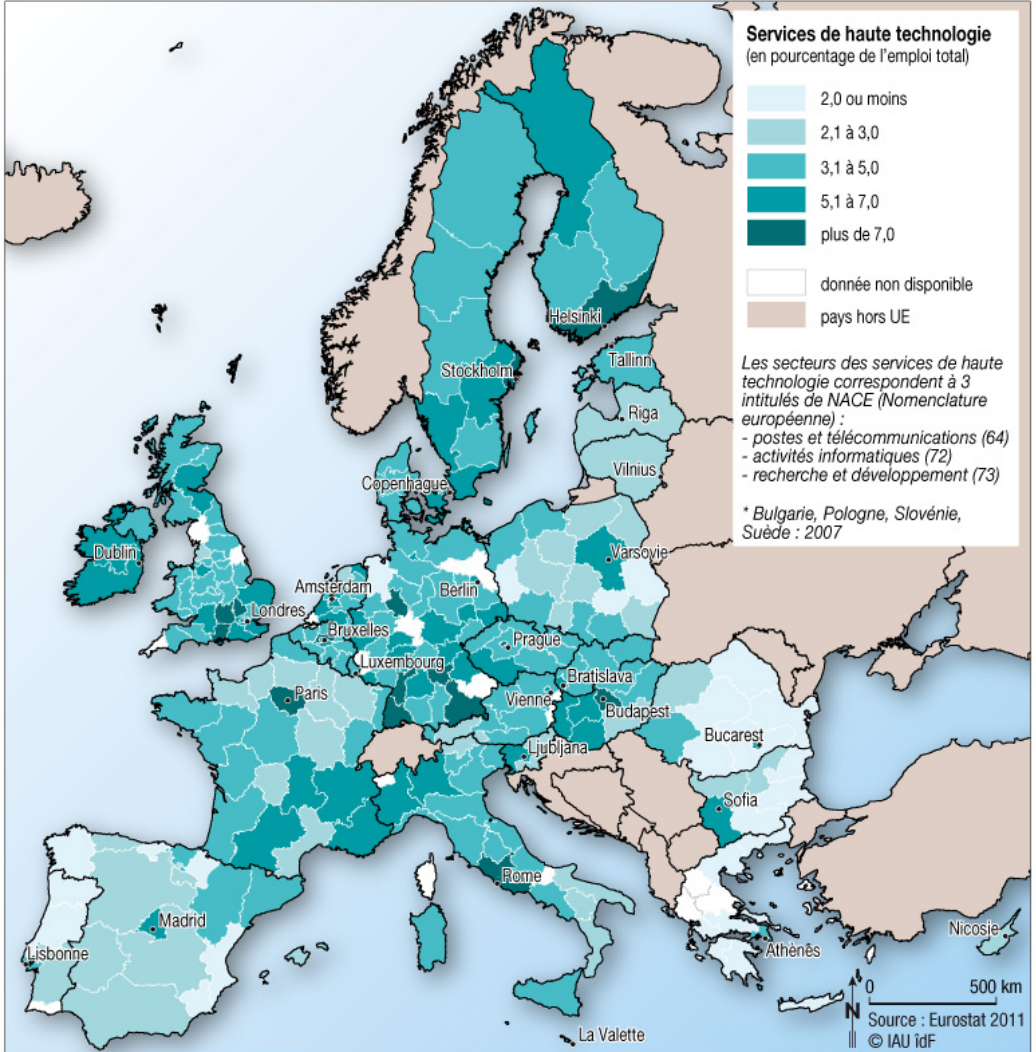 Services de haute technologie
(en pourcentage de l'emploi total)
2,0 ou moins
2,1 à 3,0
3,1 à 5,0
5,1 à 7,0
plus de 7,0
donnée non disponible
pays hors UE
Les secteurs des services de haute
technologie correspondent à 3
intitulés de NACE (Nomenclature
européenne) :
- postes et télécommunications (64)
- activités informatiques (72)
- recherche et développement (73)
* Bulgarie, Pologne, Slovénie,
Suède : 2007
Helsinki
Tallinn
Stockholm
Riga
Vilnius
Copenhague
Dublin
Varsovie
Amsterdam
Berlin
Londres
Bruxelles
Prague
Luxembourg
Bratislava
Paris
Vienne
Budapest
Bucarest
Ljubljana
Sofia
Rome
Madrid
Lisbonne
Athènes
Nicosie
La Valette
N
0 500 km
Source : Eurostat 2011
© IAU îdF